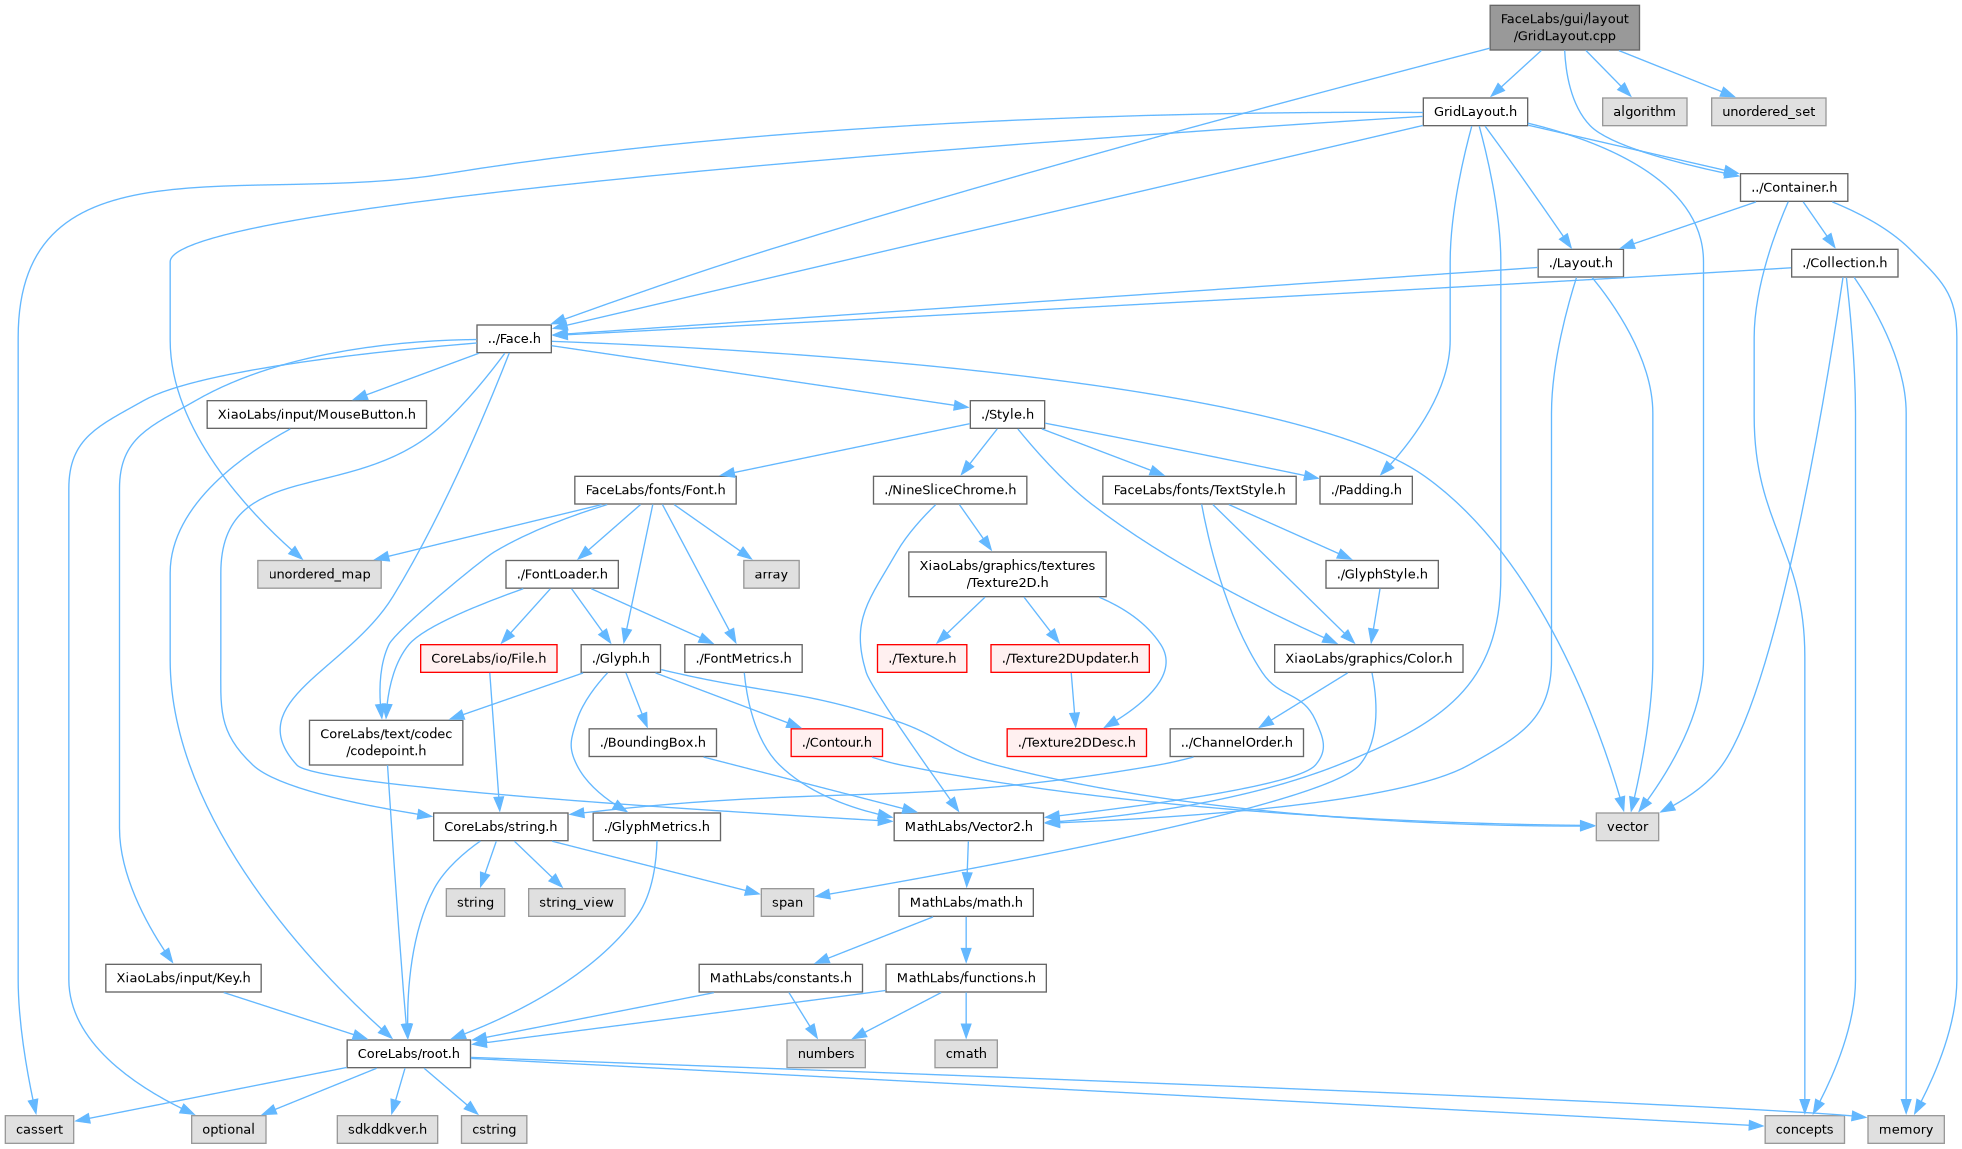 FaceLabs/gui/layout
/GridLayout.cpp
GridLayout.h
algorithm
unordered_set
../Container.h
./Layout.h
./Collection.h
../Face.h
XiaoLabs/input/MouseButton.h
./Style.h
FaceLabs/fonts/Font.h
./NineSliceChrome.h
FaceLabs/fonts/TextStyle.h
./Padding.h
unordered_map
./FontLoader.h
array
XiaoLabs/graphics/textures
/Texture2D.h
./GlyphStyle.h
CoreLabs/io/File.h
./Glyph.h
./FontMetrics.h
./Texture.h
./Texture2DUpdater.h
XiaoLabs/graphics/Color.h
CoreLabs/text/codec
/codepoint.h
./BoundingBox.h
./Contour.h
./Texture2DDesc.h
../ChannelOrder.h
CoreLabs/string.h
./GlyphMetrics.h
MathLabs/Vector2.h
vector
string
string_view
span
MathLabs/math.h
XiaoLabs/input/Key.h
MathLabs/constants.h
MathLabs/functions.h
CoreLabs/root.h
numbers
cmath
cassert
optional
sdkddkver.h
cstring
concepts
memory